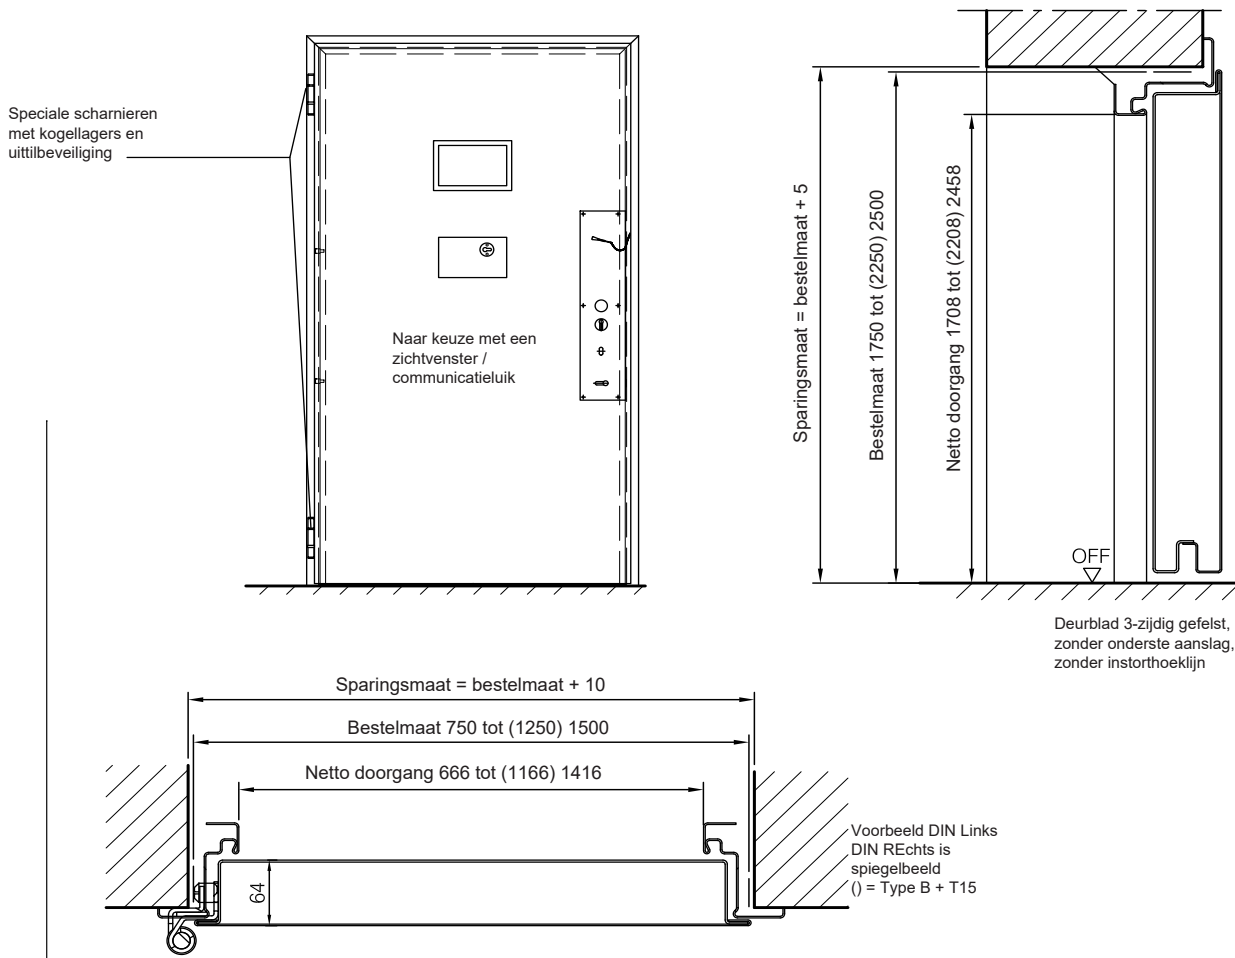 Speciale scharnieren
met kogellagers en
uittilbeveiliging
Naar keuze met een
zichtvenster /
communicatieluik
Sparingsmaat = bestelmaat + 5
Bestelmaat 1750 tot (2250) 2500
Netto doorgang 1708 tot (2208) 2458
OFF
Deurblad 3-zijdig gefelst,
zonder onderste aanslag,
zonder instorthoeklijn
Sparingsmaat = bestelmaat + 10
Bestelmaat 750 tot (1250) 1500
Netto doorgang 666 tot (1166) 1416
64
Voorbeeld DIN Links
DIN REchts is
spiegelbeeld
() = Type B + T15